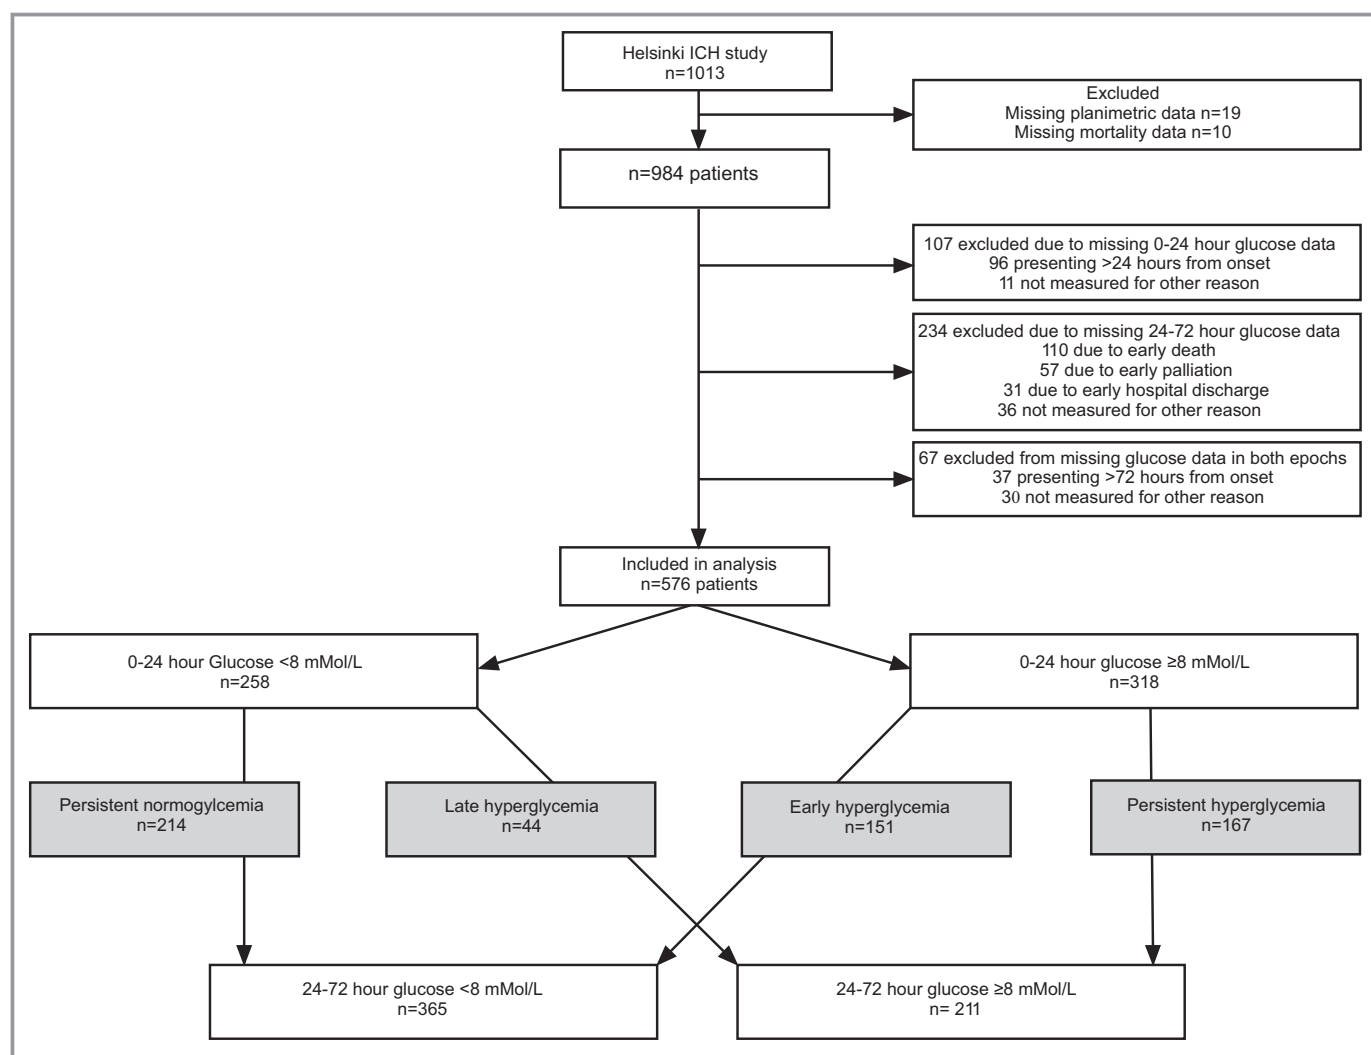 Helsinki ICH study
n=1013
Excluded
Missing planimetric data n=19
Missing mortality data n=10
n=984 patients
107 excluded due to missing 0-24 hour glucose data
96 presenting >24 hours from onset
11 not measured for other reason
234 excluded due to missing 24-72 hour glucose data
110 due to early death
57 due to early palliation
31 due to early hospital discharge
36 not measured for other reason
67 excluded from missing glucose data in both epochs
37 presenting >72 hours from onset
30 not measured for other reason
Included in analysis
n=576 patients
0-24 hour Glucose <8 mMol/L
n=258
0-24 hour glucose ≥8 mMol/L
n=318
Persistent normogylcemia
n=214
Late hyperglycemia
n=44
Early hyperglycemia
n=151
Persistent hyperglycemia
n=167
24-72 hour glucose <8 mMol/L
n=365
24-72 hour glucose ≥8 mMol/L
n= 211